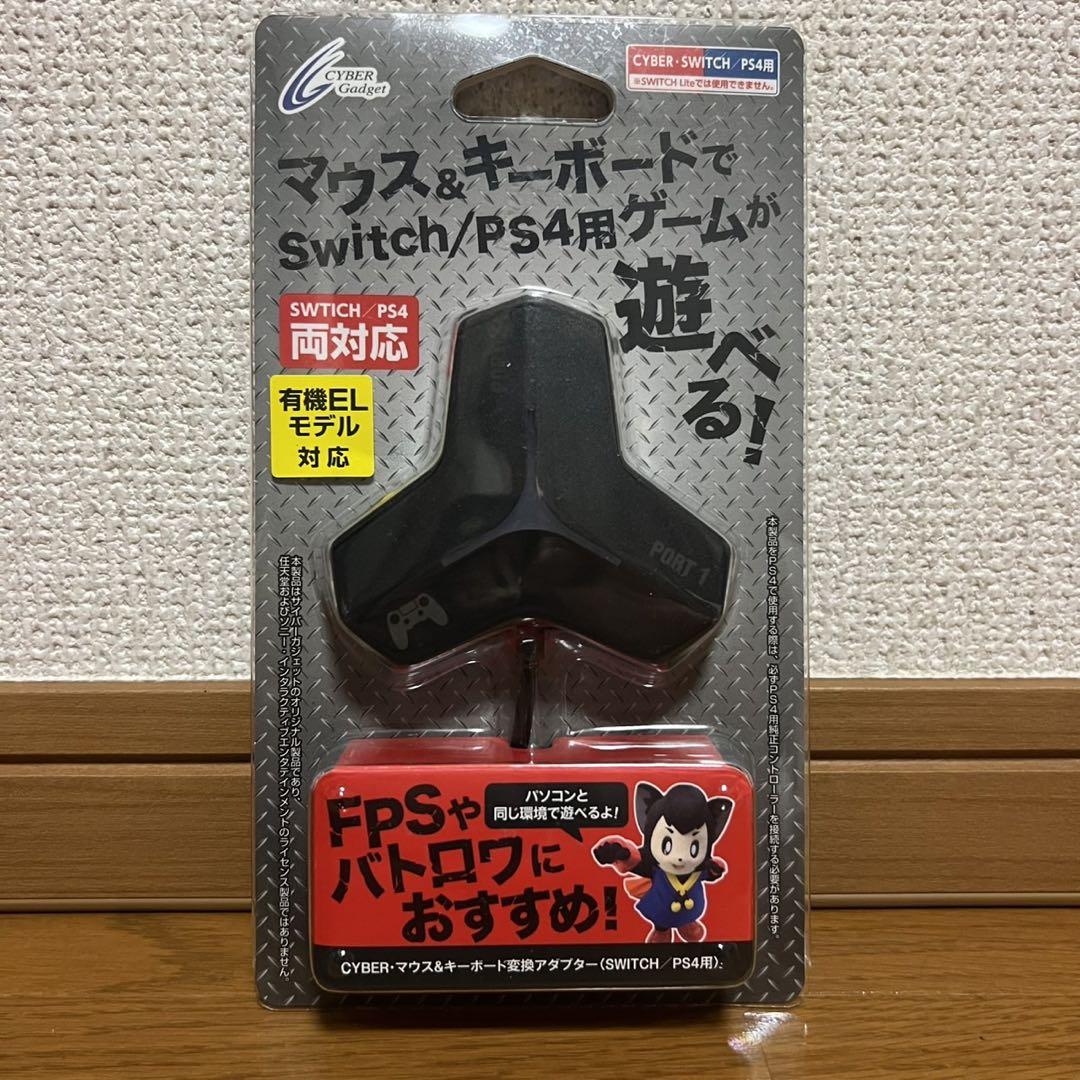 CYBER
Gadget
CYBER・SWITCH/PS4用
※SWITCH Liteでは使用できません。
マウス&キーボードで
Switch/PS4用ゲームが
遊べる!
SWTICH/PS4
両対応
有機EL
モデル
対応
PORT 1
本製品をPS4で使用する際は、必ずPS4用純正コントローラーを接続する必要があります。
本製品はサイバーガジェットのオリジナル製品であり、
任天堂およびソニー・インタラクティブエンタテインメントのライセンス製品ではありません。
パソコンと
同じ環境で遊べるよ!
FPSや
バトロワに
おすすめ!
CYBER・マウス&キーボード変換アダプター(SWITCH/PS4用)